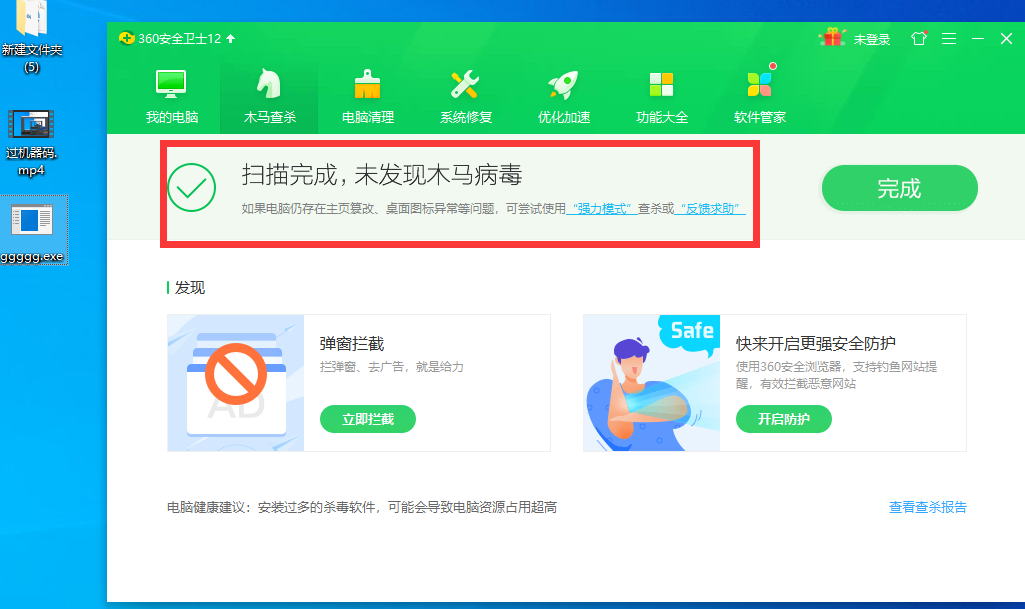 新建文件夹
(5)
过机器码.
mp4
ggggg.exe
360安全卫士12
未登录
我的电脑
木马查杀
电脑清理
系统修复
优化加速
功能大全
软件管家
扫描完成，未发现木马病毒
如果电脑仍存在主页篡改、桌面图标异常等问题，可尝试使用“强力模式”查杀或“反馈求助”
完成
发现
AD
弹窗拦截
拦弹窗、去广告，就是给力
立即拦截
Safe
快来开启更强安全防护
使用360安全浏览器，支持钓鱼网站提
醒，有效拦截恶意网站
开启防护
电脑健康建议：安装过多的杀毒软件，可能会导致电脑资源占用超高
查看查杀报告